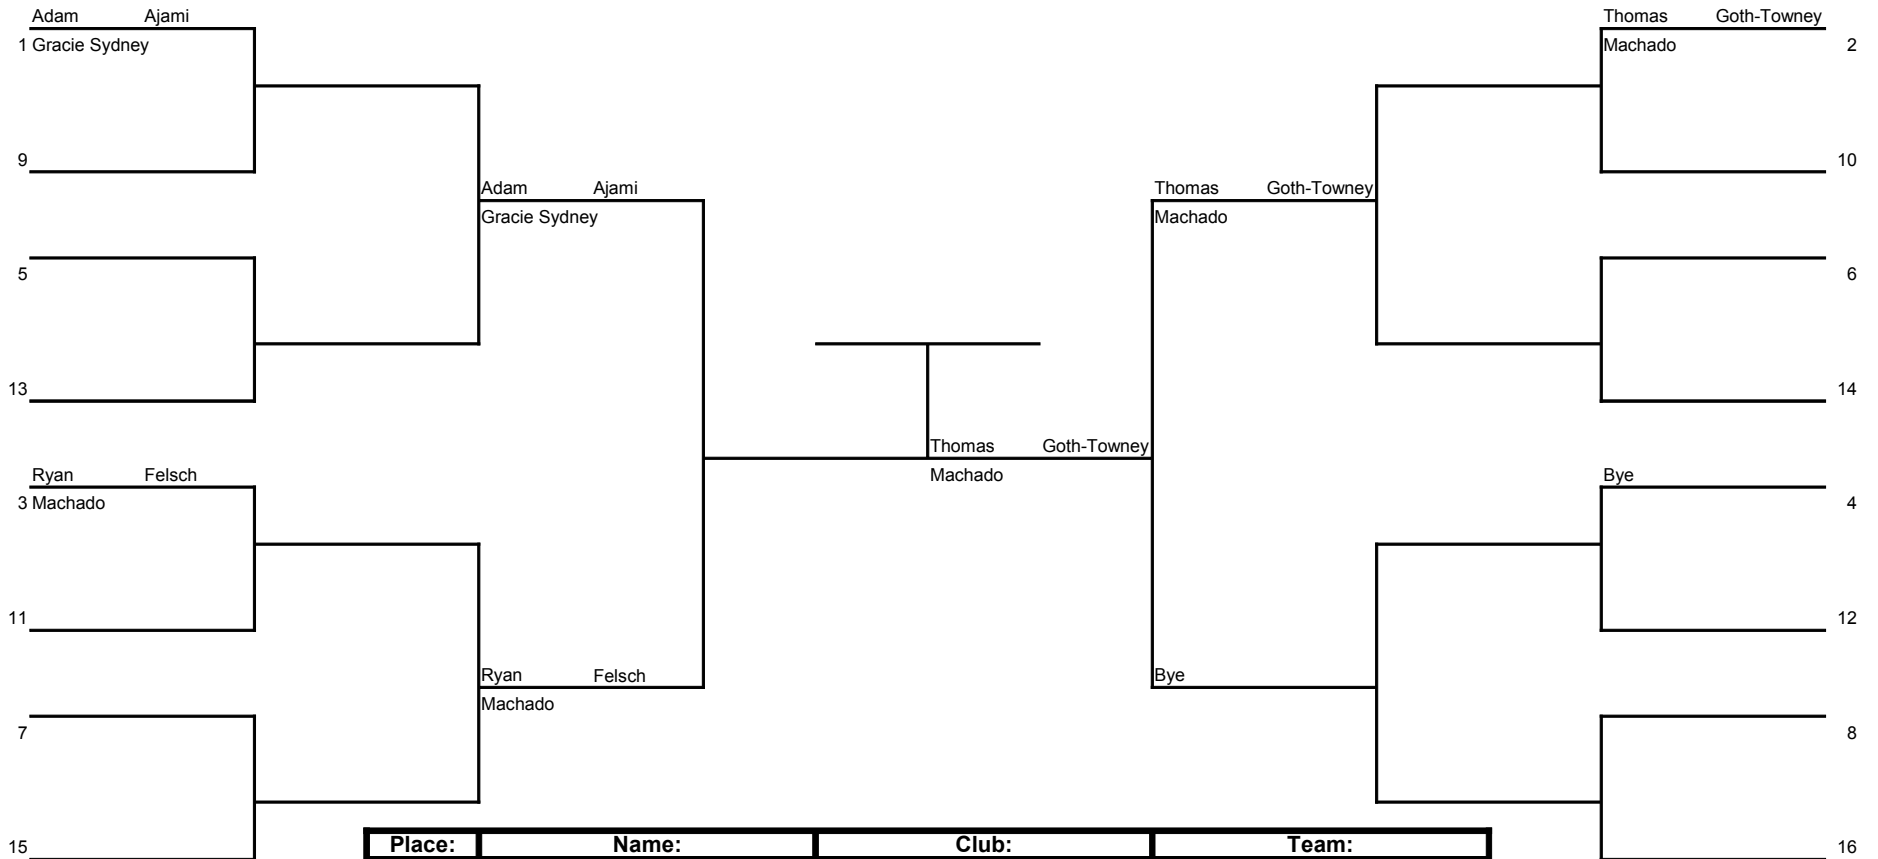 Adam Ajami Thomas Goth-Towney
1 Gracie Sydney Machado 2
9 10
Adam Ajami Thomas Goth-Towney
Gracie Sydney Machado
5 6
13 14
Thomas Goth-Towney
Ryan Felsch Machado Bye
3 Machado 4
11 12
Ryan Felsch Bye
Machado
7 8
15 Place: Name: Club: Team: 16